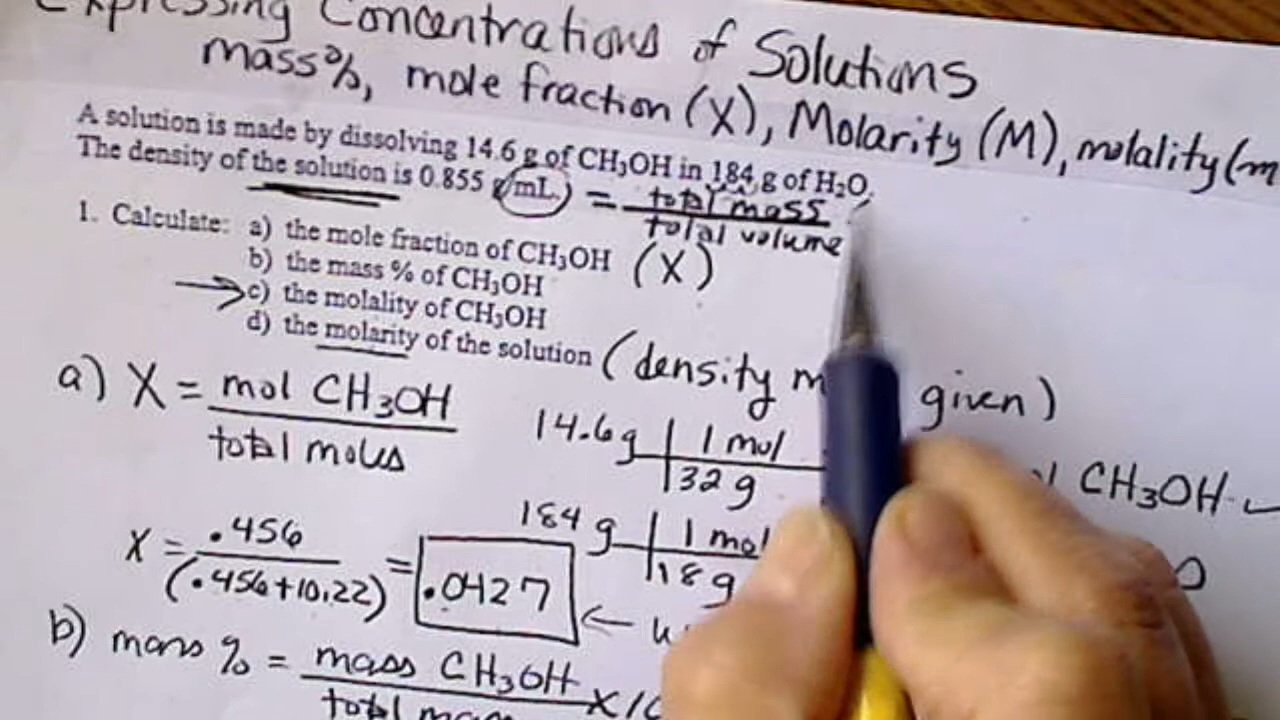 Expressing Concentrations of Solutions
mass%, mole fraction (X), Molarity (M), molality (m
A solution is made by dissolving 14.6 g of CH₃OH in 184 g of H₂O.
The density of the solution is 0.855 g/mL. = total mass / total volume
1. Calculate: a) the mole fraction of CH₃OH (X)
b) the mass % of CH₃OH
→ c) the molality of CH₃OH
d) the molarity of the solution (density given)
a) X = mol CH₃OH / total moles
14.6g | 1 mol
32 g
CH₃OH
184 g | 1 mol
18 g
X = .456 / (.456+10.22) = .0427 ←
b) mass % = mass CH₃OH / total x